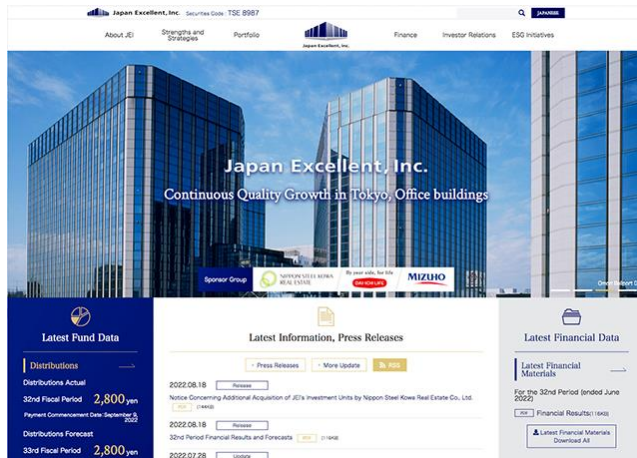 Japan Excellent, Inc. Securities Code : TSE 8987
JAPANESE
About JEI
Strengths and
Strategies
Portfolio
Japan Excellent, Inc.
Finance
Investor Relations
ESG Initiatives
Japan Excellent, Inc.
Continuous Quality Growth in Tokyo, Office buildings
Sponsor Group
NIPPON STEEL KOWA
REAL ESTATE
By your side, for life
DAI-ICHI LIFE
MIZUHO
Latest Fund Data
Distributions
Distributions Actual
32nd Fiscal Period 2,800 yen
Payment Commencement Date:September 9,
2022
Distributions Forecast
33rd Fiscal Period 2,800 yen
Latest Information, Press Releases
Press Releases
More Update
RSS
2022.08.18 Release
Notice Concerning Additional Acquisition of JEI's Investment Units by Nippon Steel Kowa Real Estate Co., Ltd.
PDF [144KB]
2022.08.18 Release
32nd Period Financial Results and Forecasts PDF [116KB]
2022.07.28 Update
Latest Financial Data
Latest Financial
Materials
For the 32nd Period (ended June
2022)
PDF Financial Results[116KB]
Latest Financial Materials
Download All